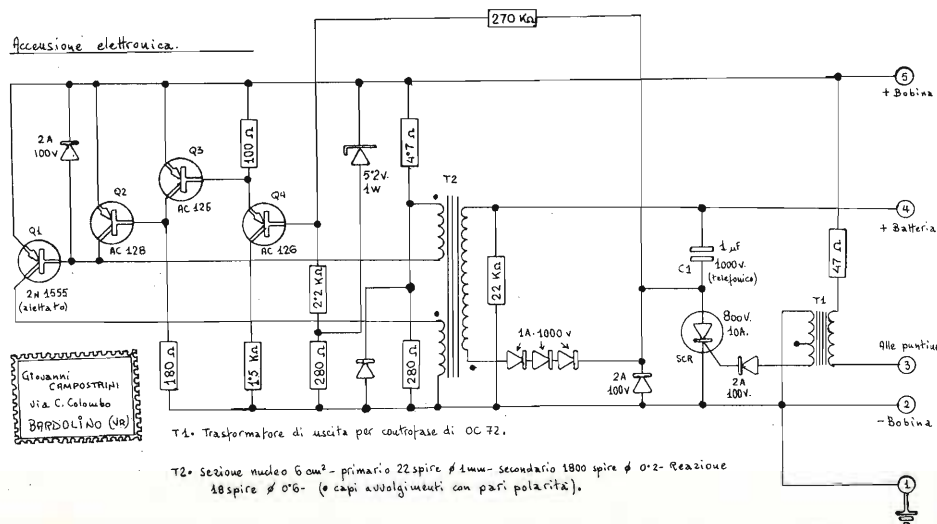 Accensione elettronica.
270 KΩ
5
+ Bobina
2A
100V
Q3
100 Ω
Q4
5'2V.
1W
4'7 Ω
T2
Q2
AC 126
AC 128
AC 126
Q1
4
+ Batteria
1 µF
1000V.
(telefonico)
C1
47 Ω
2N 1555
(alettato)
2'2 KΩ
22 KΩ
1A-1000 V
800V.
10A.
SCR
T1
Alle puntine
3
2A
100V.
2A
100V.
180 Ω
1'5 KΩ
280 Ω
280 Ω
2
- Bobina
Giovanni
CAMPOSTRINI
Via C. Colombo
BARDOLINO (VR)
T1• Trasformatore di uscita per controfase di OC 72.
T2• Sezione nucleo 6 cm² - primario 22 spire ø 1mm - secondario 1800 spire ø 0'2 - Reazione
18 spire ø 0'6 - (• capi avvolgimenti con pari polarità).
1